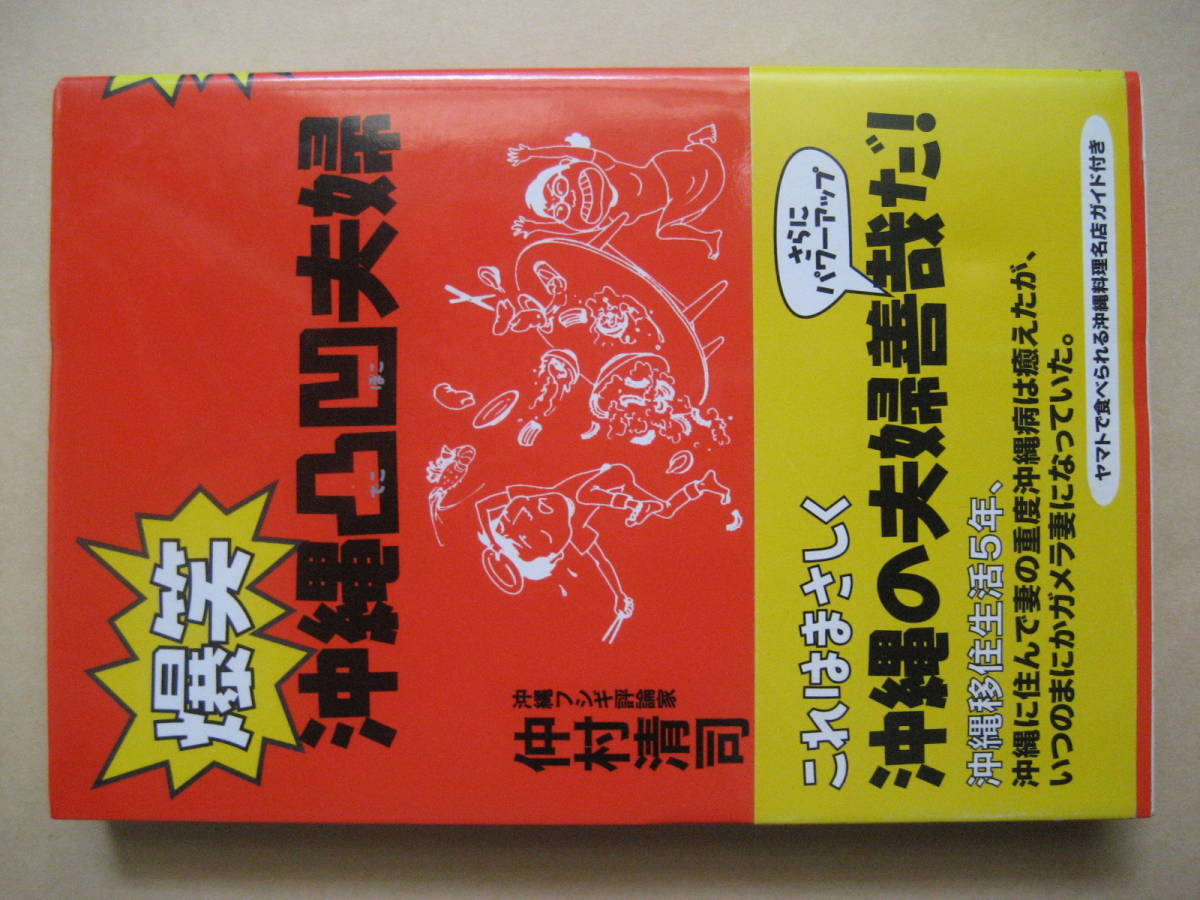 爆笑
沖縄凸凹夫婦
でこ
ぼこ
沖縄フシギ評論家
仲村清司
これはまさしく
さらに
パワーアップ
沖縄の夫婦善哉だ!
沖縄移住生活5年、
沖縄に住んで妻の重度沖縄病は癒えたが、
いつのまにかガメラ妻になっていた。
ヤマトで食べられる沖縄料理名店ガイド付き